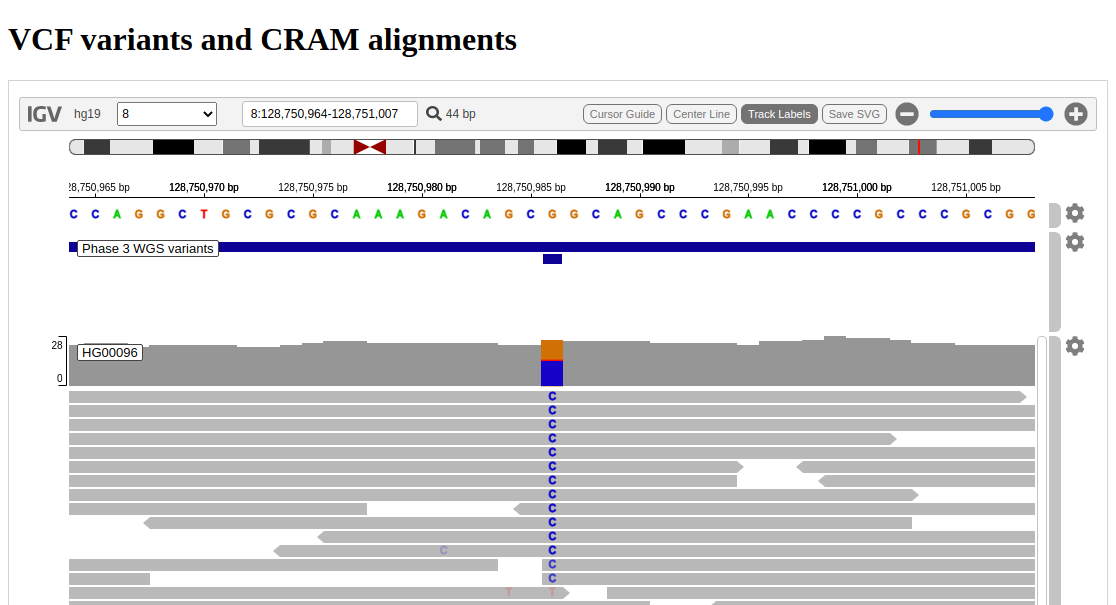 VCF variants and CRAM alignments
IGV hg19 8 8:128,750,964-128,751,007 44 bp Cursor Guide Center Line Track Labels Save SVG
28,750,965 bp 128,750,970 bp 128,750,975 bp 128,750,980 bp 128,750,985 bp 128,750,990 bp 128,750,995 bp 128,751,000 bp 128,751,005 bp
C C A G G C T G C G C G C A A A G A C A G C G G C A G C C C G A A C C C C G C C C G C G G
Phase 3 WGS variants
28
HG00096
0
C
C
C
C
C
C
C
C
C
C
C
C C
C
C
T T